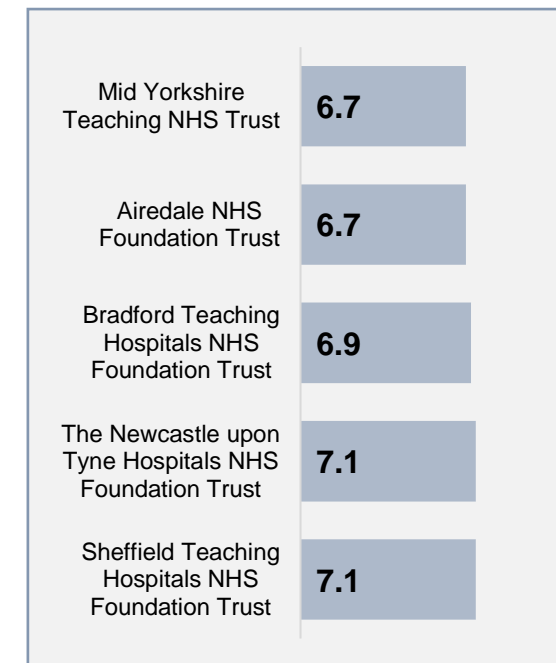 Mid Yorkshire
Teaching NHS Trust
6.7
Airedale NHS
Foundation Trust
6.7
Bradford Teaching
Hospitals NHS
Foundation Trust
6.9
The Newcastle upon
Tyne Hospitals NHS
Foundation Trust
7.1
Sheffield Teaching
Hospitals NHS
Foundation Trust
7.1